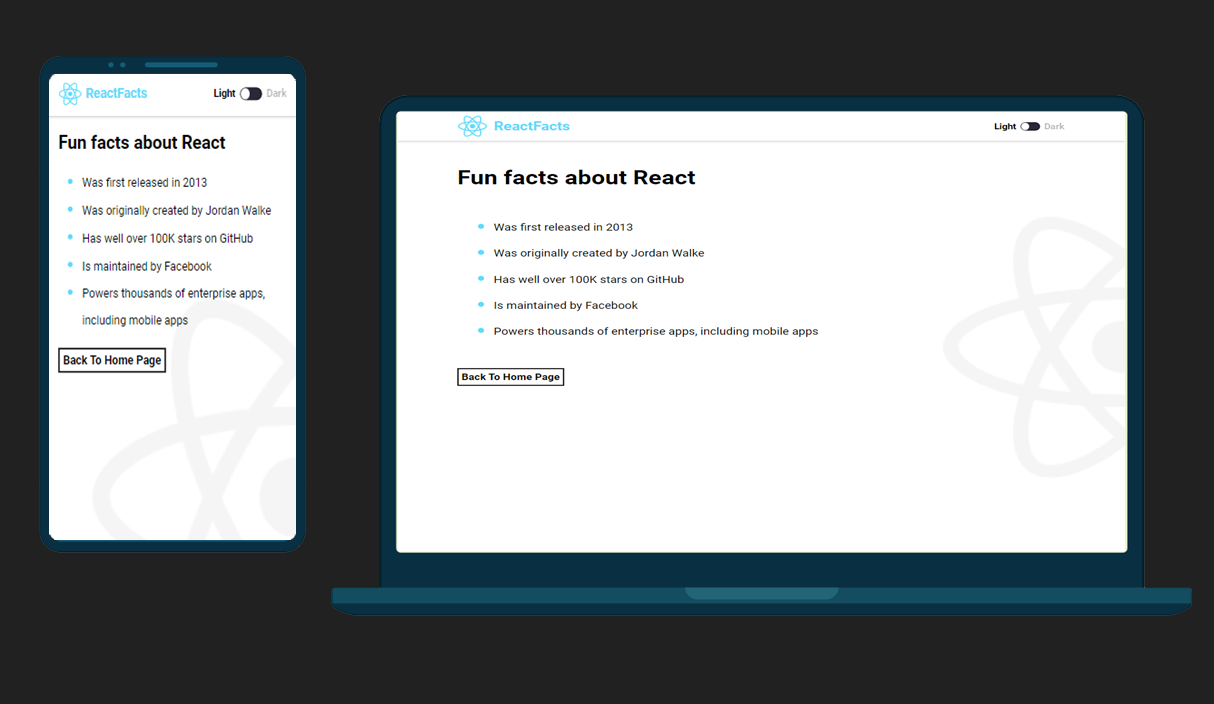 ReactFacts
Light Dark
Fun facts about React
Was first released in 2013
Was originally created by Jordan Walke
Has well over 100K stars on GitHub
Is maintained by Facebook
Powers thousands of enterprise apps,
including mobile apps
Back To Home Page
ReactFacts
Light Dark
Fun facts about React
Was first released in 2013
Was originally created by Jordan Walke
Has well over 100K stars on GitHub
Is maintained by Facebook
Powers thousands of enterprise apps, including mobile apps
Back To Home Page